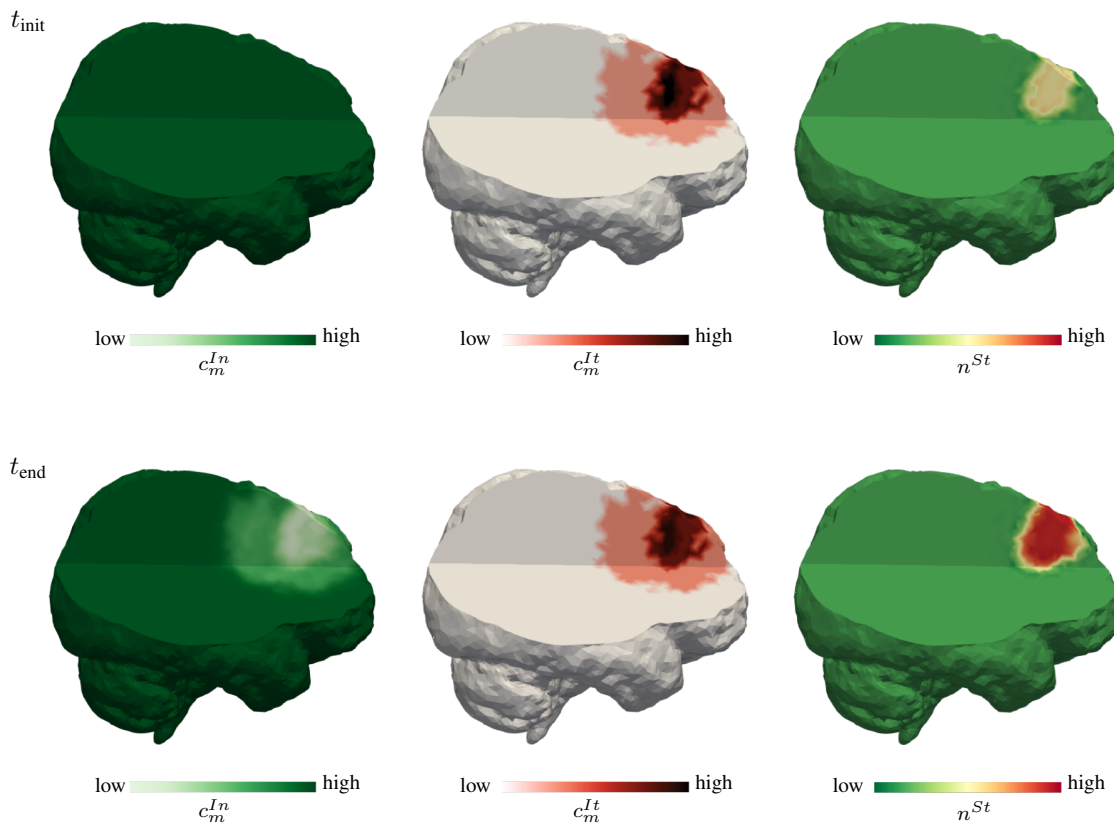 t_init
low high low high low high
c_m^{In} c_m^{It} n^{St}
t_end
low high low high low high
c_m^{In} c_m^{It} n^{St}